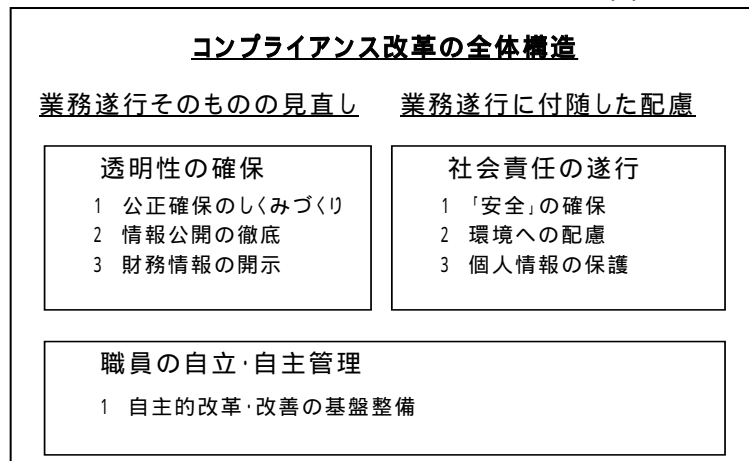 コンプライアンス改革の全体構造
業務遂行そのものの見直し
業務遂行に付随した配慮
透明性の確保
1 公正確保のしくみづくり
2 情報公開の徹底
3 財務情報の開示
社会責任の遂行
1 「安全」の確保
2 環境への配慮
3 個人情報の保護
職員の自立・自主管理
1 自主的改革・改善の基盤整備